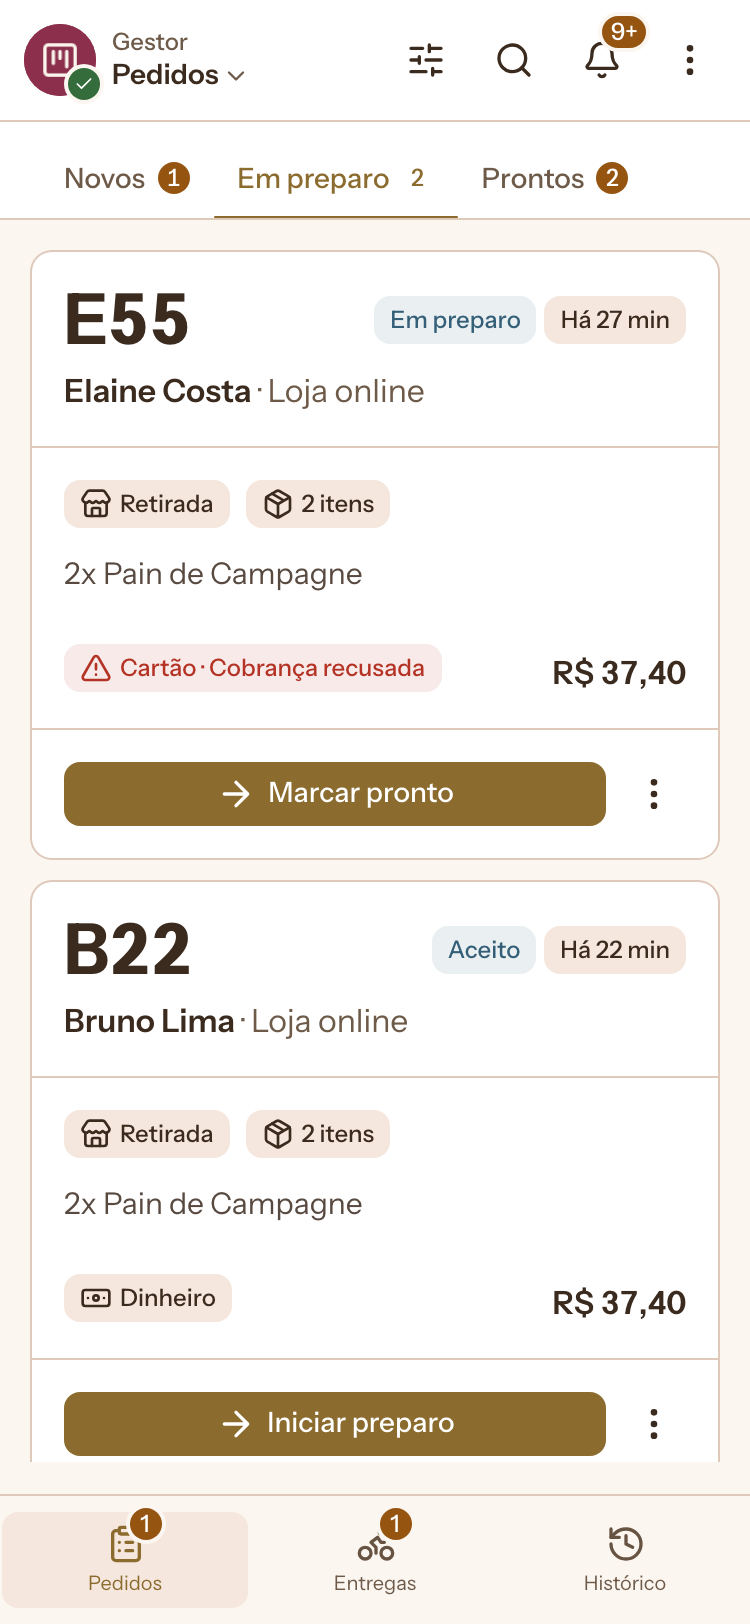 Gestor
Pedidos
9+
Novos 1 Em preparo 2 Prontos 2
E55 Em preparo Há 27 min
Elaine Costa · Loja online
Retirada 2 itens
2x Pain de Campagne
Cartão · Cobrança recusada R$ 37,40
Marcar pronto
B22 Aceito Há 22 min
Bruno Lima · Loja online
Retirada 2 itens
2x Pain de Campagne
Dinheiro R$ 37,40
Iniciar preparo
1 1
Pedidos Entregas Histórico